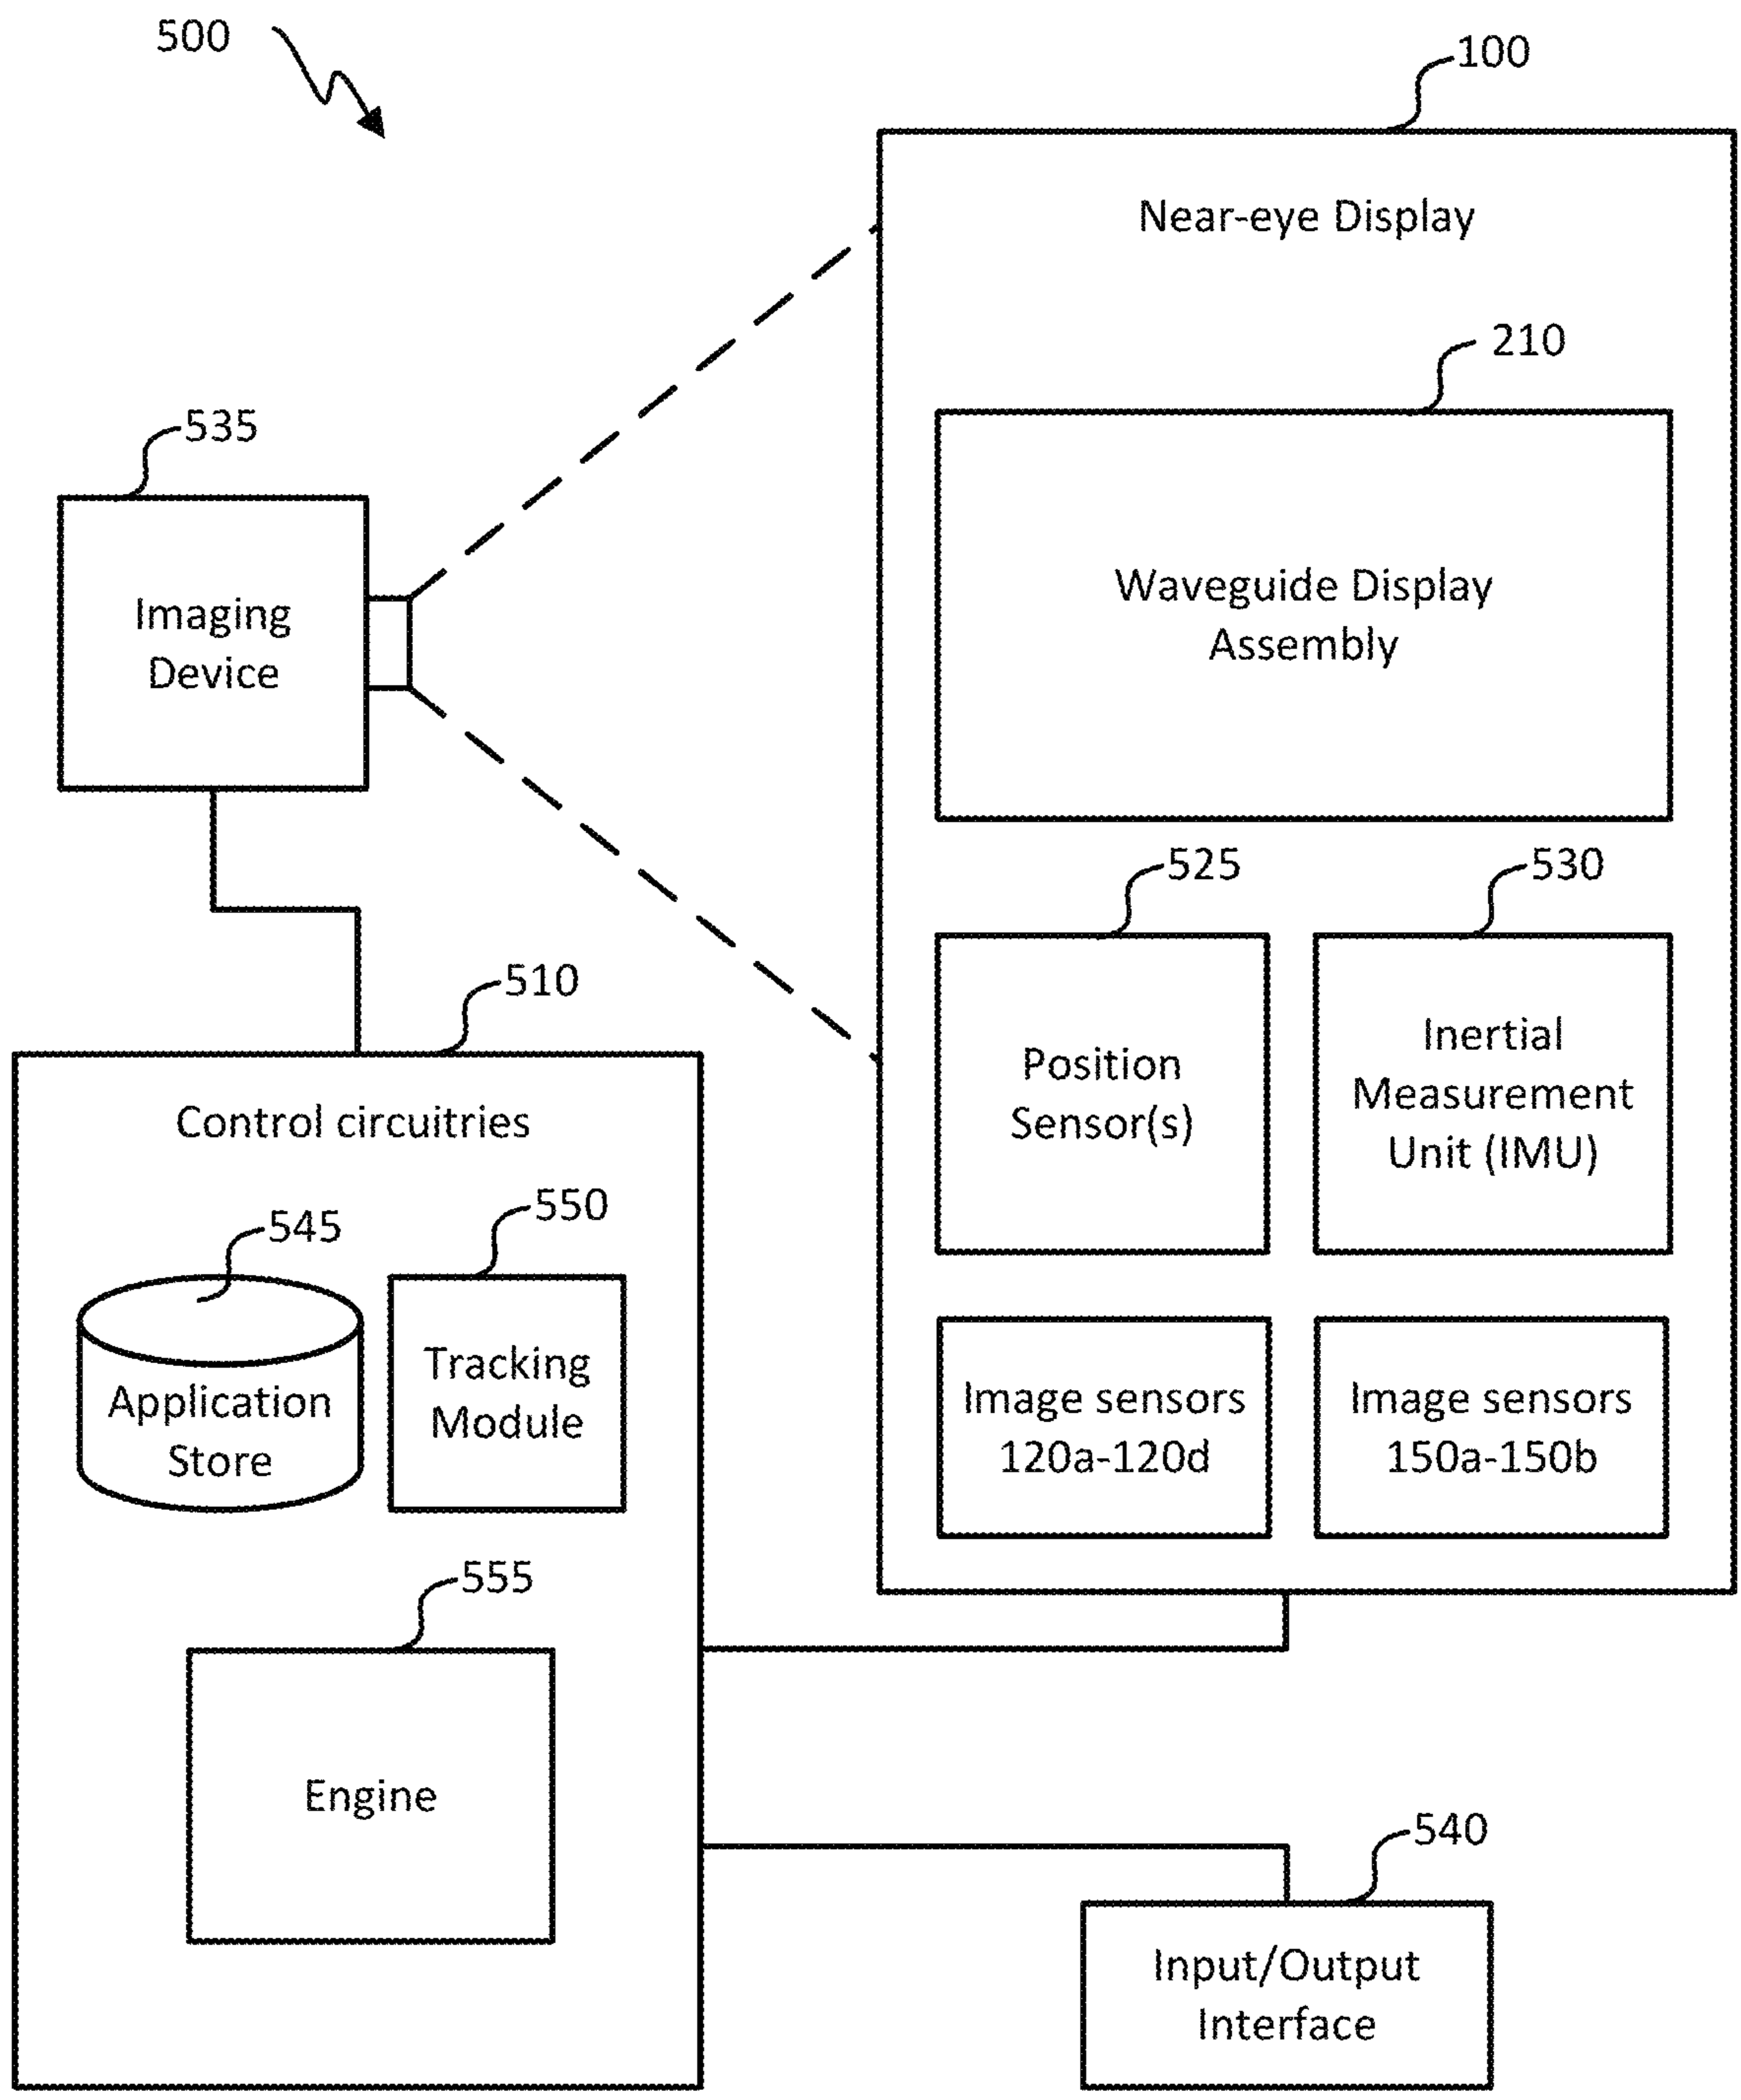 500
100
Near-eye Display
210
Waveguide Display
Assembly
535
Imaging
Device
525
530
Position
Sensor(s)
Inertial
Measurement
Unit (IMU)
510
Control circuitries
545
550
Application
Store
Tracking
Module
Image sensors
120a-120d
Image sensors
150a-150b
555
Engine
540
Input/Output
Interface